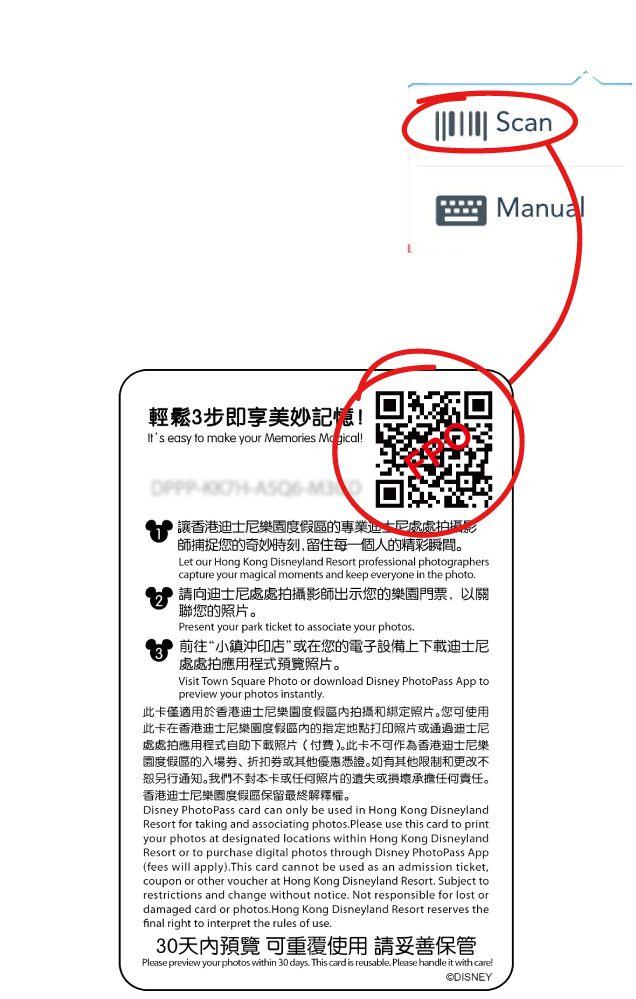 Scan
Manual
輕鬆3步即享美妙記憶!
It's easy to make your Memories Magical!
FPO
1 讓香港迪士尼樂園度假區的專業迪士尼處處拍攝影
師捕捉您的奇妙時刻,留住每一個人的精彩瞬間。
Let our Hong Kong Disneyland Resort professional photographers
capture your magical moments and keep everyone in the photo.
2 請向迪士尼處處拍攝影師出示您的樂園門票，以關
聯您的照片。
Present your park ticket to associate your photos.
3 前往“小鎮沖印店”或在您的電子設備上下載迪士尼
處處拍應用程式預覽照片。
Visit Town Square Photo or download Disney PhotoPass App to
preview your photos instantly.
此卡僅適用於香港迪士尼樂園度假區內拍攝和綁定照片。您可使用
此卡在香港迪士尼樂園度假區內的指定地點打印照片或通過迪士尼
處處拍應用程式自助下載照片（付費）。此卡不可作為香港迪士尼樂
園度假區的入場券、折扣券或其他優惠憑證。如有其他限制和更改不
恕另行通知。我們不對本卡或任何照片的遺失或損壞承擔任何責任。
香港迪士尼樂園度假區保留最終解釋權。
Disney PhotoPass card can only be used in Hong Kong Disneyland
Resort for taking and associating photos.Please use this card to print
your photos at designated locations within Hong Kong Disneyland
Resort or to purchase digital photos through Disney PhotoPass App
(fees will apply).This card cannot be used as an admission ticket,
coupon or other voucher at Hong Kong Disneyland Resort. Subject to
restrictions and change without notice. Not responsible for lost or
damaged card or photos.Hong Kong Disneyland Resort reserves the
final right to interpret the rules of use.
30天內預覽 可重覆使用 請妥善保管
Please preview your photos within 30 days. This card is reusable. Please handle it with care!
©DISNEY